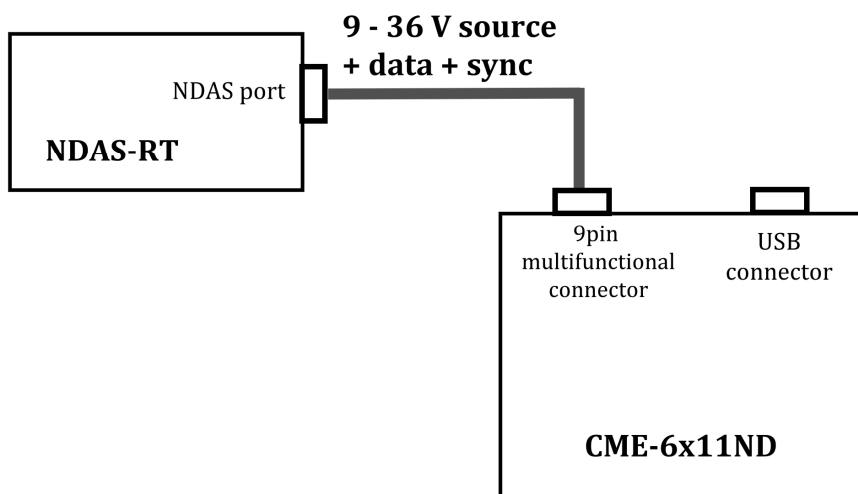 9 - 36 V source
+ data + sync
NDAS port
NDAS-RT
9pin
multifunctional
connector
USB
connector
CME-6x11ND